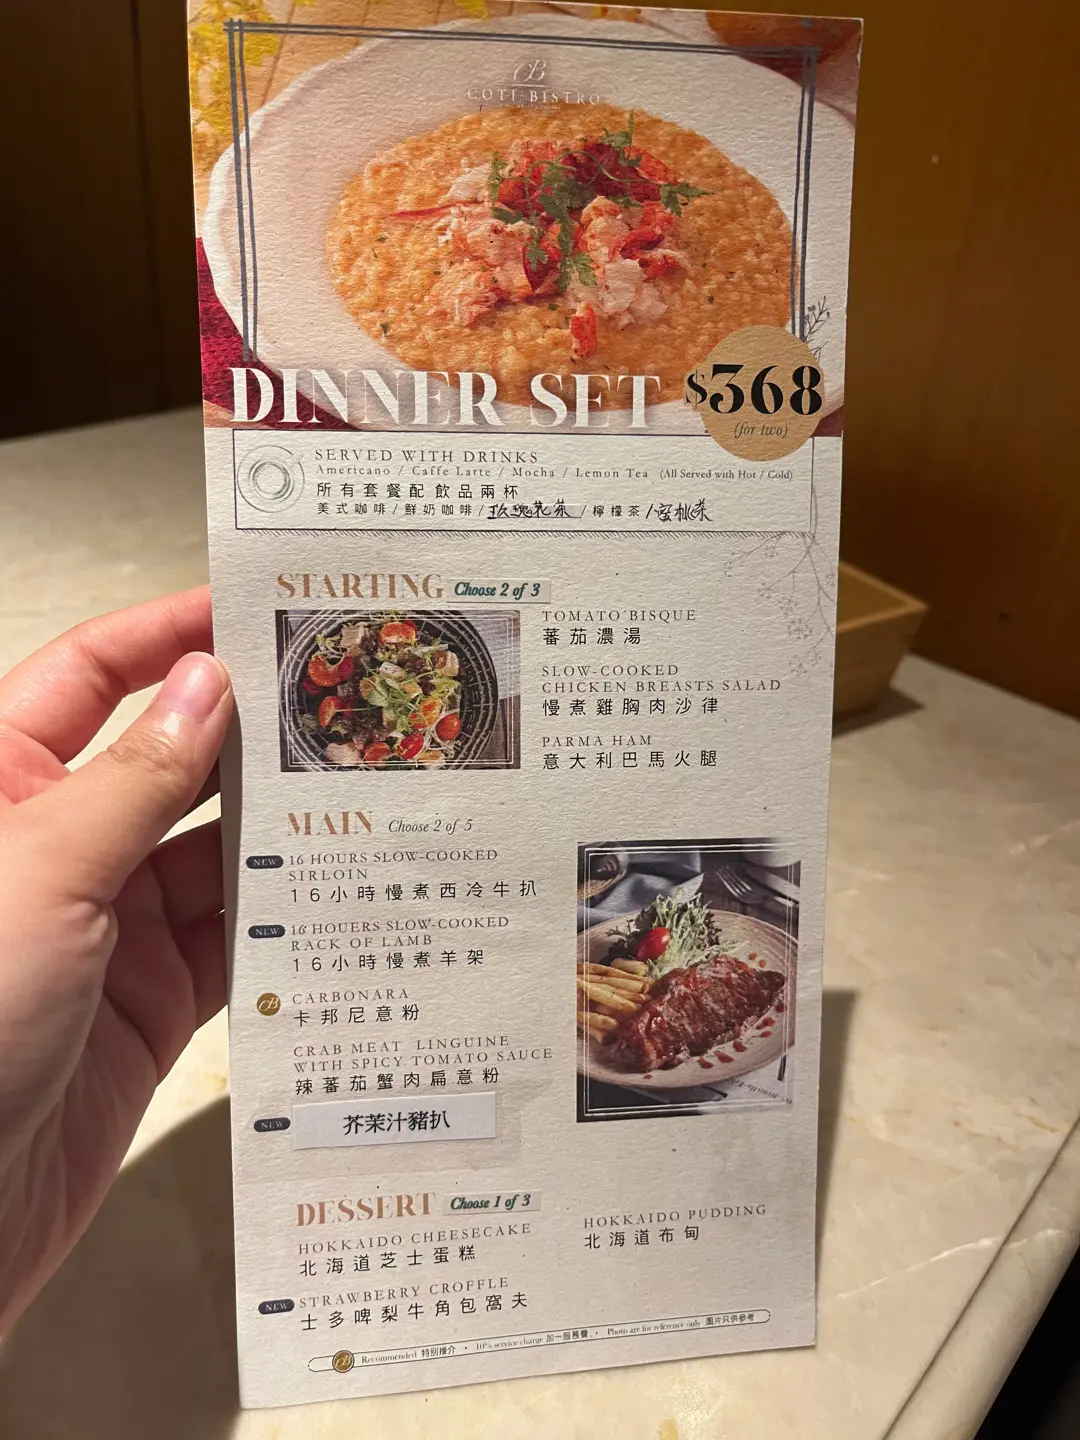 CB
COTI BISTRO
DINNER SET
$368
(for two)
SERVED WITH DRINKS
Americano / Caffe Latte / Mocha / Lemon Tea (All Served with Hot / Cold)
所有套餐配飲品兩杯
美式咖啡/鮮奶咖啡/玫瑰花茶/檸檬茶/蜜桃茶
STARTING Choose 2 of 3
TOMATO BISQUE
蕃茄濃湯
SLOW-COOKED
CHICKEN BREASTS SALAD
慢煮雞胸肉沙律
PARMA HAM
意大利巴馬火腿
MAIN Choose 2 of 5
NEW 16 HOURS SLOW-COOKED
SIRLOIN
16小時慢煮西冷牛扒
NEW 16 HOUERS SLOW-COOKED
RACK OF LAMB
16小時慢煮羊架
CB CARBONARA
卡邦尼意粉
CRAB MEAT LINGUINE
WITH SPICY TOMATO SAUCE
辣蕃茄蟹肉扁意粉
NEW 芥茉汁豬扒
DESSERT Choose 1 of 3
HOKKAIDO CHEESECAKE
北海道芝士蛋糕
NEW STRAWBERRY CROFFLE
士多啤梨牛角包窩夫
HOKKAIDO PUDDING
北海道布甸
CB Recommended 特別推介 • 10% service charge 加一服務費 • Photo are for reference only 圖片只供參考